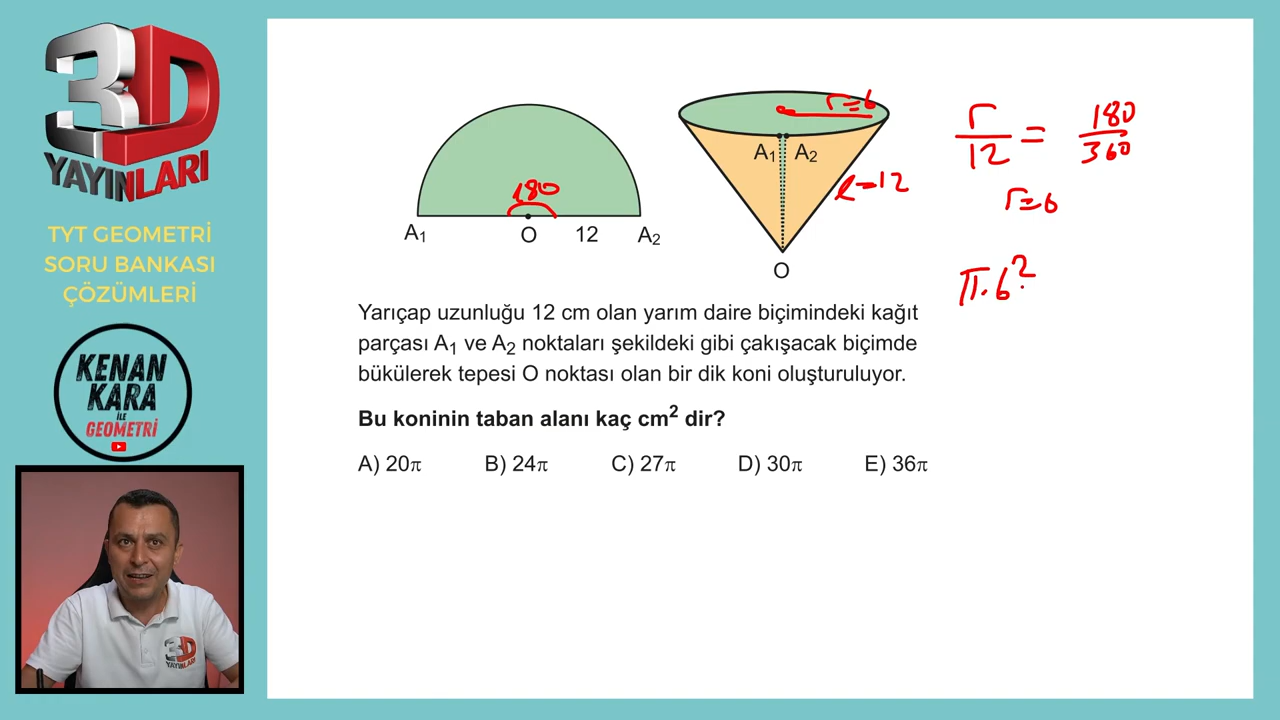 3D
YAYINLARI
TYT GEOMETRİ
SORU BANKASI
ÇÖZÜMLERİ
KENAN
KARA
İLE
GEOMETRİ
180
A₁ O 12 A₂
r=6
A₁ A₂
l=12
O
r/12 = 180/360
r=6
π.6²
Yarıçap uzunluğu 12 cm olan yarım daire biçimindeki kağıt
parçası A₁ ve A₂ noktaları şekildeki gibi çakışacak biçimde
bükülerek tepesi O noktası olan bir dik koni oluşturuluyor.
Bu koninin taban alanı kaç cm² dir?
A) 20π B) 24π C) 27π D) 30π E) 36π
3D
YAYINLARI